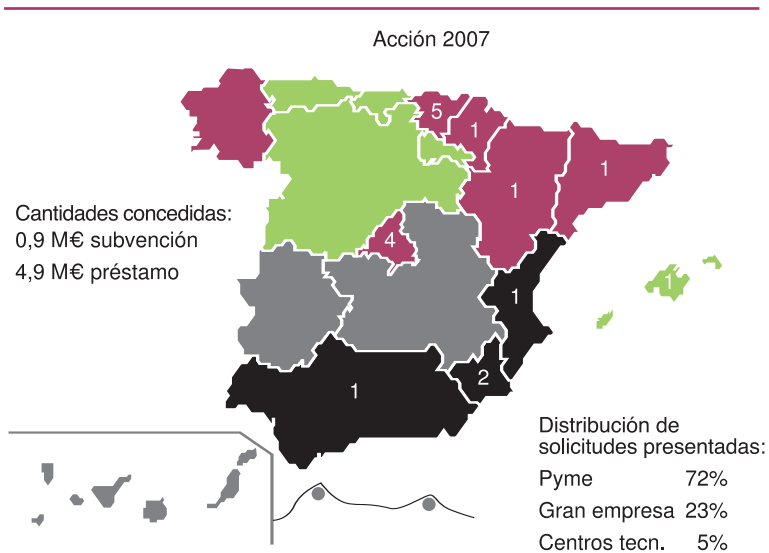 Acción 2007
5
1
1
1
4
Cantidades concedidas:
0,9 M€ subvención
4,9 M€ préstamo
1
1
2
1
Distribución de
solicitudes presentadas:
Pyme 72%
Gran empresa 23%
Centros tecn. 5%